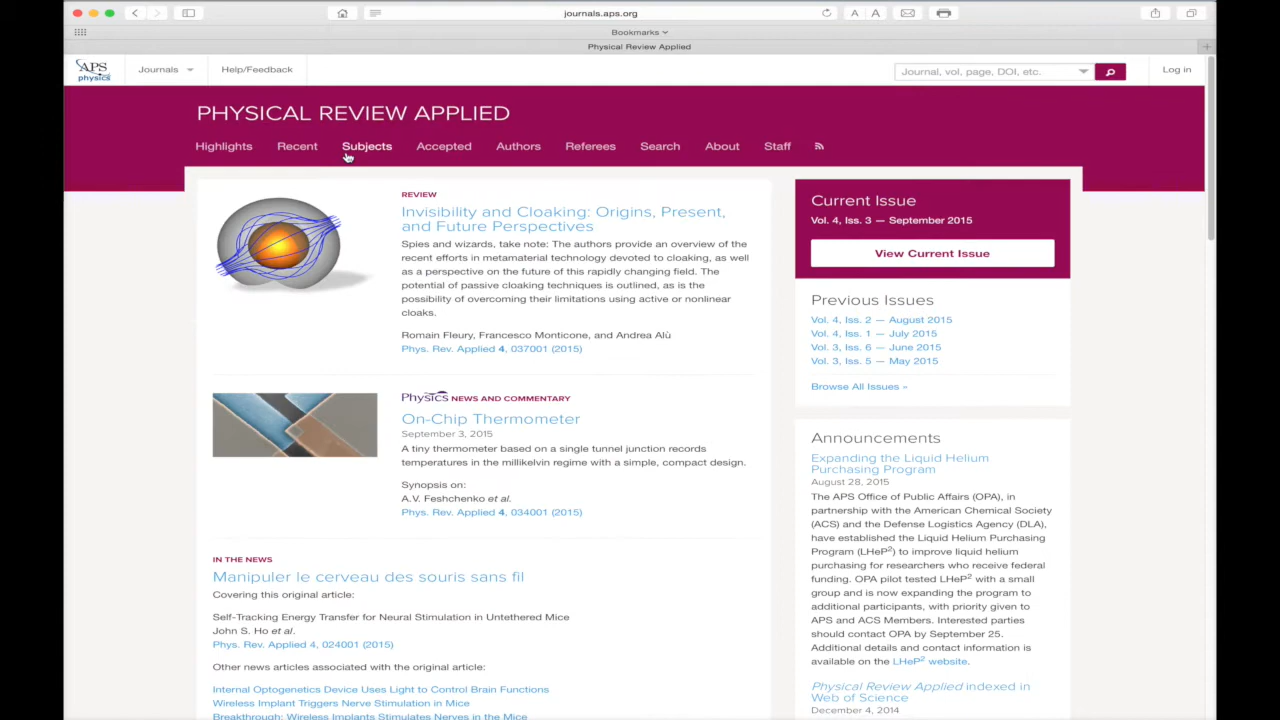 journals.aps.org
A A
Bookmarks
Physical Review Applied
APS
physics
Journals
Help/Feedback
Journal, vol, page, DOI, etc.
Log in
PHYSICAL REVIEW APPLIED
Highlights Recent Subjects Accepted Authors Referees Search About Staff
REVIEW
Invisibility and Cloaking: Origins, Present,
and Future Perspectives
Spies and wizards, take note: The authors provide an overview of the
recent efforts in metamaterial technology devoted to cloaking, as well
as a perspective on the future of this rapidly changing field. The
potential of passive cloaking techniques is outlined, as is the
possibility of overcoming their limitations using active or nonlinear
cloaks.
Romain Fleury, Francesco Monticone, and Andrea Alù
Phys. Rev. Applied 4, 037001 (2015)
Physics NEWS AND COMMENTARY
On-Chip Thermometer
September 3, 2015
A tiny thermometer based on a single tunnel junction records
temperatures in the millikelvin regime with a simple, compact design.
Synopsis on:
A.V. Feshchenko et al.
Phys. Rev. Applied 4, 034001 (2015)
IN THE NEWS
Manipuler le cerveau des souris sans fil
Covering this original article:
Self-Tracking Energy Transfer for Neural Stimulation in Untethered Mice
John S. Ho et al.
Phys. Rev. Applied 4, 024001 (2015)
Other news articles associated with the original article:
Internal Optogenetics Device Uses Light to Control Brain Functions
Wireless Implant Triggers Nerve Stimulation in Mice
Breakthrough: Wireless Implants Stimulates Nerves in the Mice
Current Issue
Vol. 4, Iss. 3 — September 2015
View Current Issue
Previous Issues
Vol. 4, Iss. 2 — August 2015
Vol. 4, Iss. 1 — July 2015
Vol. 3, Iss. 6 — June 2015
Vol. 3, Iss. 5 — May 2015
Browse All Issues »
Announcements
Expanding the Liquid Helium
Purchasing Program
August 28, 2015
The APS Office of Public Affairs (OPA), in
partnership with the American Chemical Society
(ACS) and the Defense Logistics Agency (DLA),
have established the Liquid Helium Purchasing
Program (LHeP²) to improve liquid helium
purchasing for researchers who receive federal
funding. OPA pilot tested LHeP² with a small
group and is now expanding the program to
additional participants, with priority given to
APS and ACS Members. Interested parties
should contact OPA by September 25.
Additional details and contact information is
available on the LHeP² website.
Physical Review Applied indexed in
Web of Science
December 4, 2014